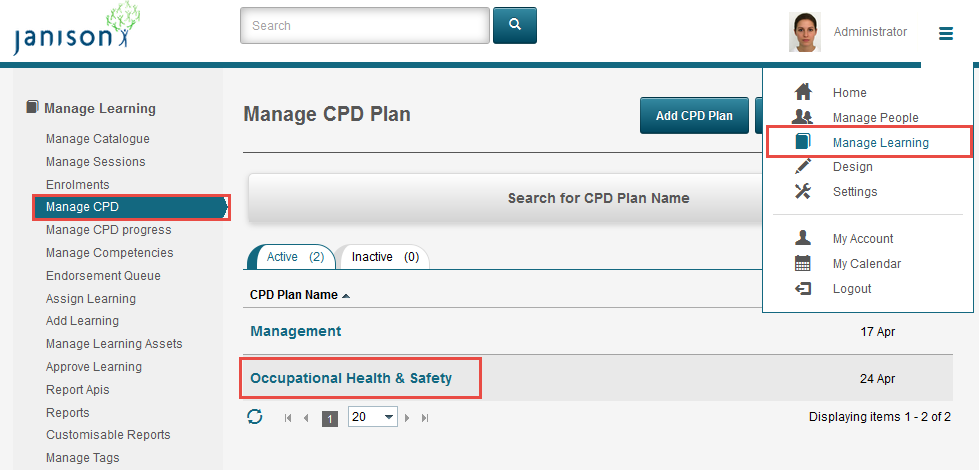 janison
Search
Administrator
Home
Manage People
Manage Learning
Design
Settings
My Account
My Calendar
Logout
Manage Learning
Manage Catalogue
Manage Sessions
Enrolments
Manage CPD
Manage CPD progress
Manage Competencies
Endorsement Queue
Assign Learning
Add Learning
Manage Learning Assets
Approve Learning
Report Apis
Reports
Customisable Reports
Manage Tags
Manage CPD Plan
Add CPD Plan
Search for CPD Plan Name
Active (2) Inactive (0)
CPD Plan Name
Management 17 Apr
Occupational Health & Safety 24 Apr
1 20 Displaying items 1 - 2 of 2